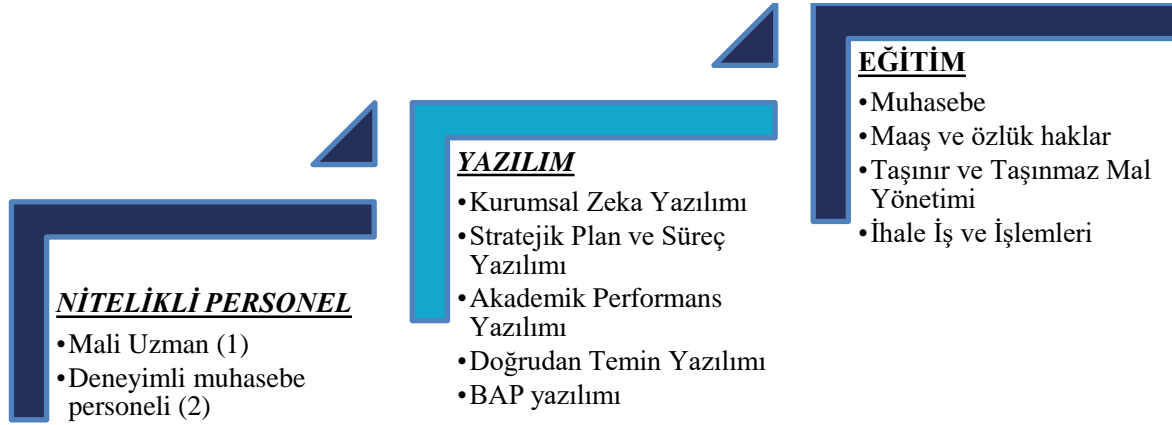 NİTELİKLİ PERSONEL
•Mali Uzman (1)
•Deneyimli muhasebe
personeli (2)
YAZILIM
•Kurumsal Zeka Yazılımı
•Stratejik Plan ve Süreç
Yazılımı
•Akademik Performans
Yazılımı
•Doğrudan Temin Yazılımı
•BAP yazılımı
EĞİTİM
•Muhasebe
•Maaş ve özlük haklar
•Taşınır ve Taşınmaz Mal
Yönetimi
•İhale İş ve İşlemleri